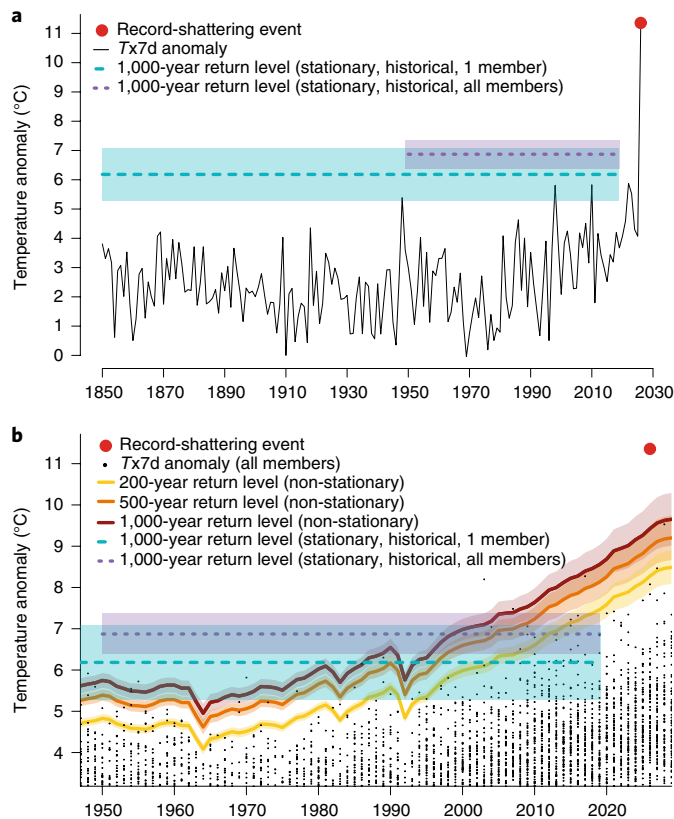 a
Record-shattering event
Tx7d anomaly
1,000-year return level (stationary, historical, 1 member)
1,000-year return level (stationary, historical, all members)
Temperature anomaly (°C)
11
10
9
8
7
6
5
4
3
2
1
0
1850
1870
1890
1910
1930
1950
1970
1990
2010
2030
b
Record-shattering event
Tx7d anomaly (all members)
200-year return level (non-stationary)
500-year return level (non-stationary)
1,000-year return level (non-stationary)
1,000-year return level (stationary, historical, 1 member)
1,000-year return level (stationary, historical, all members)
Temperature anomaly (°C)
11
10
9
8
7
6
5
4
1950
1960
1970
1980
1990
2000
2010
2020